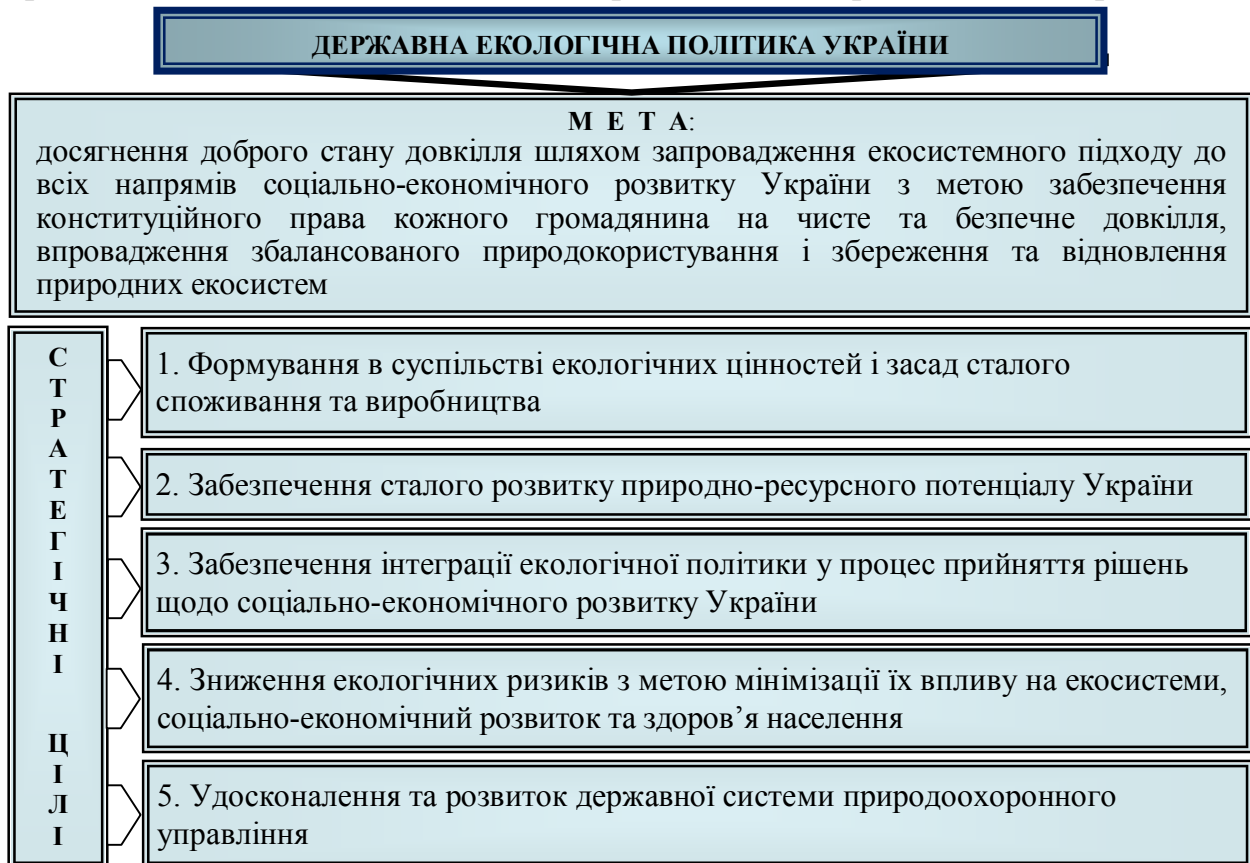 ДЕРЖАВНА ЕКОЛОГІЧНА ПОЛІТИКА УКРАЇНИ
М Е Т А:
досягнення доброго стану довкілля шляхом запровадження екосистемного підходу до
всіх напрямів соціально-економічного розвитку України з метою забезпечення
конституційного права кожного громадянина на чисте та безпечне довкілля,
впровадження збалансованого природокористування і збереження та відновлення
природних екосистем
СТРАТЕГІЧНІ ЦІЛІ
1. Формування в суспільстві екологічних цінностей і засад сталого
споживання та виробництва
2. Забезпечення сталого розвитку природно-ресурсного потенціалу України
3. Забезпечення інтеграції екологічної політики у процес прийняття рішень
щодо соціально-економічного розвитку України
4. Зниження екологічних ризиків з метою мінімізації їх впливу на екосистеми,
соціально-економічний розвиток та здоров’я населення
5. Удосконалення та розвиток державної системи природоохоронного
управління